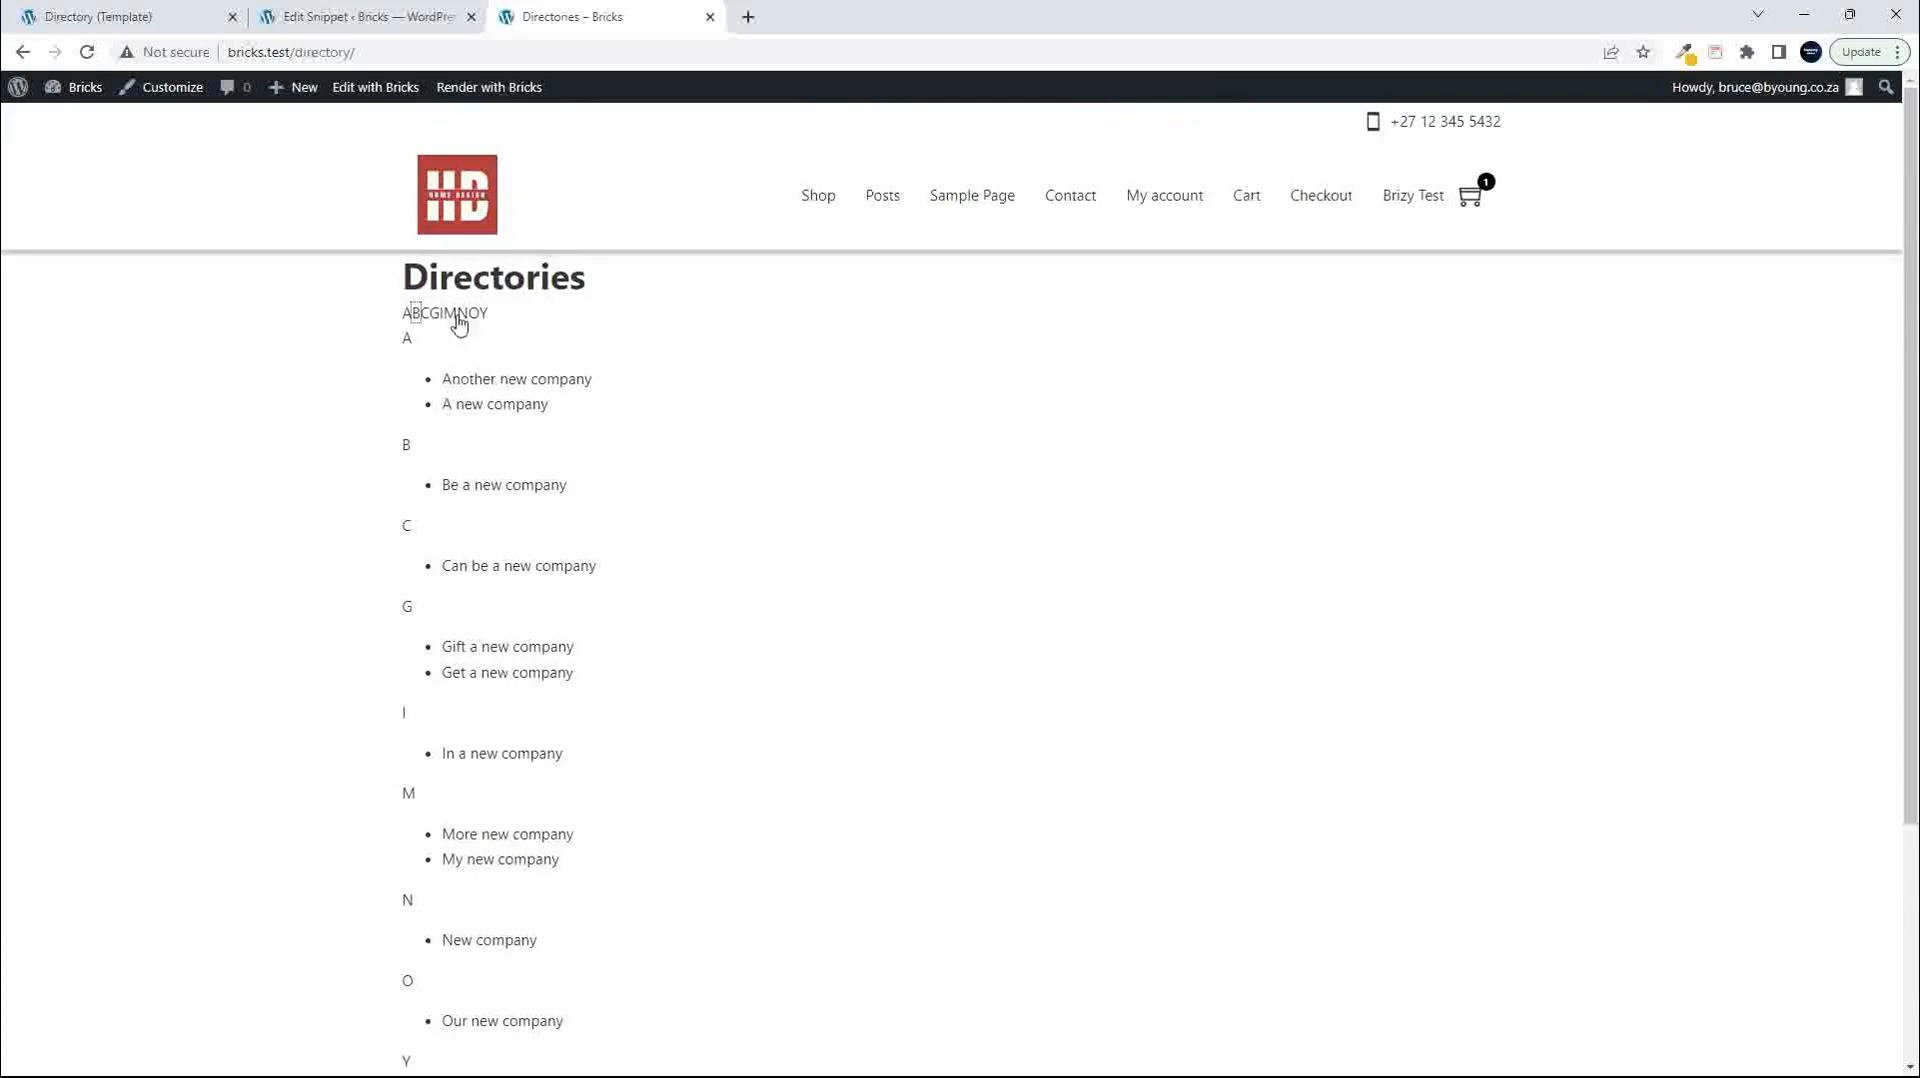 Directory (Template)
Edit Snippet ‹ Bricks — WordPre
Directories – Bricks
Not secure
bricks.test/directory/
Update
Bricks
Customize
0
New
Edit with Bricks
Render with Bricks
Howdy, bruce@byoung.co.za
+27 12 345 5432
HD
HOME DESIGN
Shop
Posts
Sample Page
Contact
My account
Cart
Checkout
Brizy Test
1
Directories
ABCGIMNOY
A
Another new company
A new company
B
Be a new company
C
Can be a new company
G
Gift a new company
Get a new company
I
In a new company
M
More new company
My new company
N
New company
O
Our new company
Y